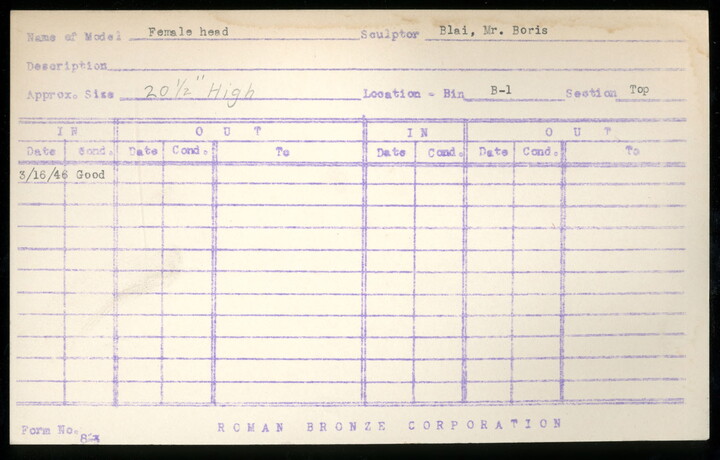 Name of Model Female head Sculptor Blai, Mr. Boris
Description
Approx. Size 20 1/2" High Location - Bin B-1 Section Top
IN OUT IN OUT
Date Cond. Date Cond. To Date Cond. Date Cond. To
3/16/46 Good
Form No.
ROMAN BRONZE CORPORATION